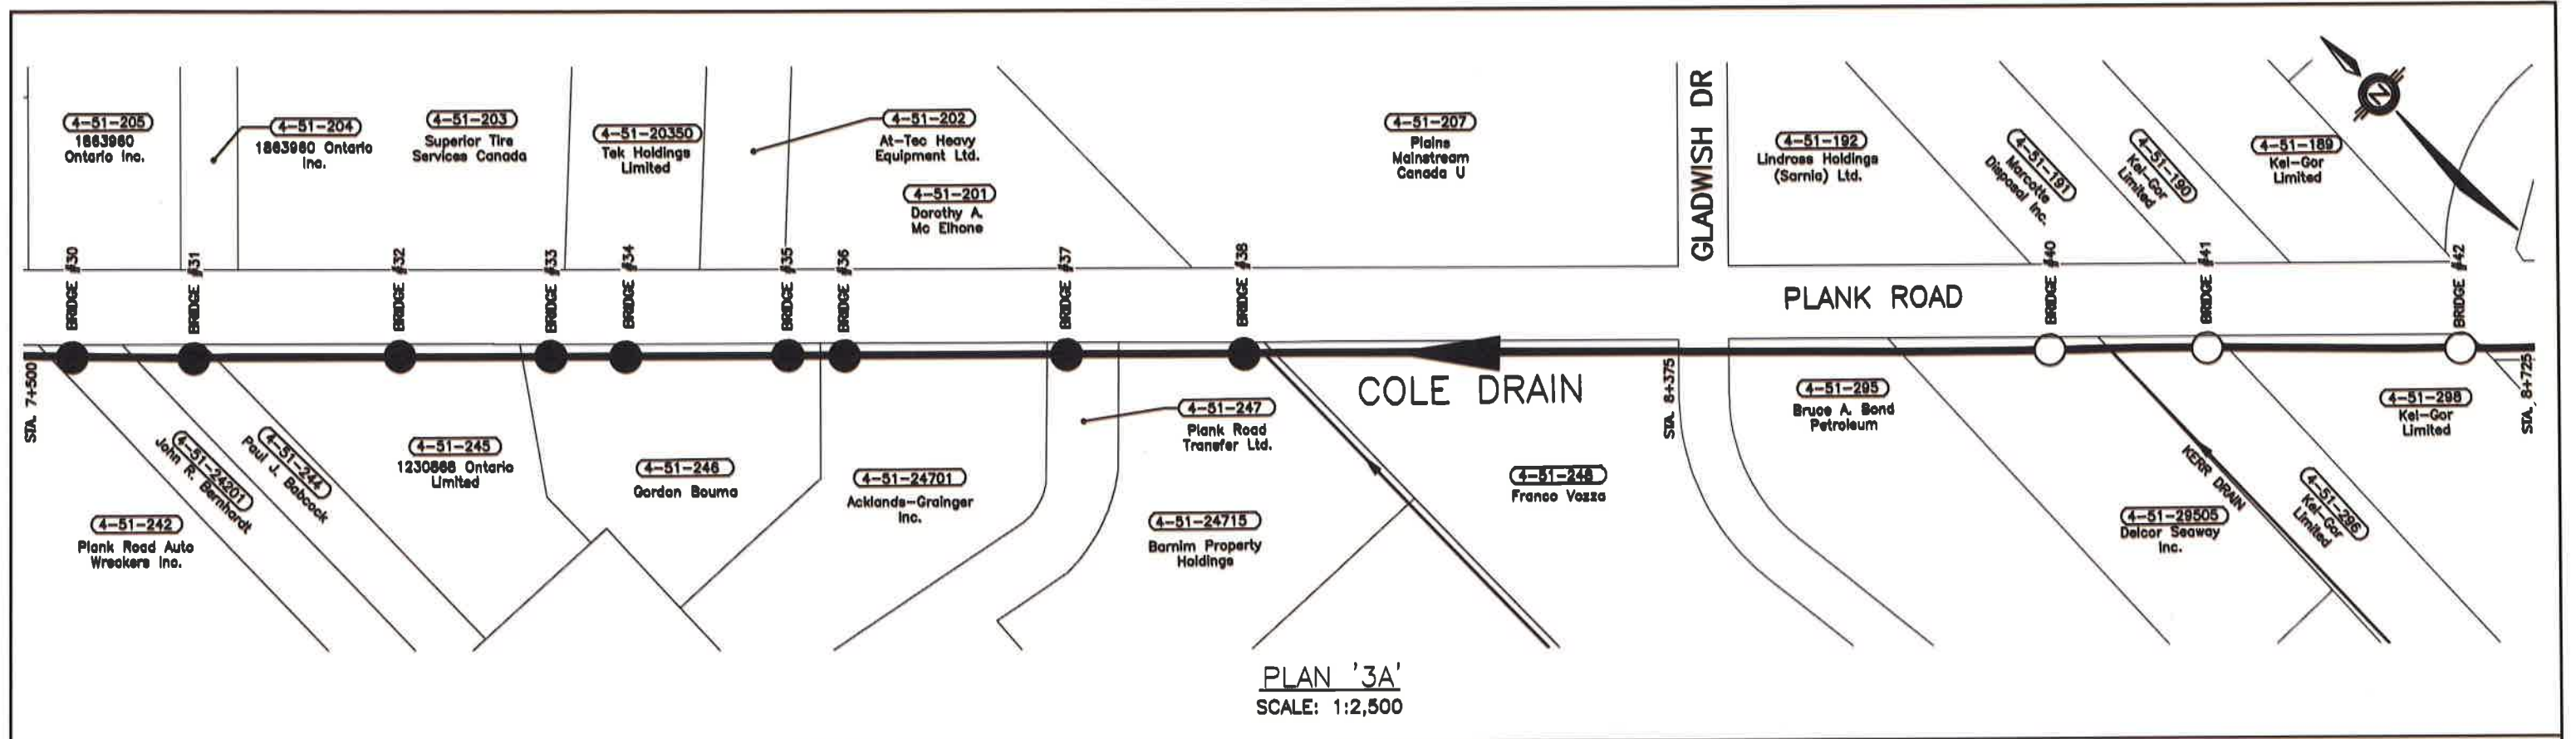 4-51-205
1863960
Ontario Inc.
4-51-204
1863960 Ontario
Inc.
4-51-203
Superior Tire
Services Canada
4-51-20350
Tek Holdings
Limited
4-51-202
At-Tec Heavy
Equipment Ltd.
4-51-201
Dorothy A.
Mc Elhone
4-51-207
Plains
Mainstream
Canada U
GLADWISH DR
4-51-192
Lindross Holdings
(Sarnia) Ltd.
4-51-191
Marcotte
Disposal Inc.
4-51-190
Kel-Gor
Limited
4-51-189
Kel-Gor
Limited
N
BRIDGE #30
BRIDGE #31
BRIDGE #32
BRIDGE #33
BRIDGE #34
BRIDGE #35
BRIDGE #36
BRIDGE #37
BRIDGE #38
BRIDGE #40
BRIDGE #41
BRIDGE #42
PLANK ROAD
COLE DRAIN
STA. 7+500
STA. 8+375
STA. 8+725
4-51-242
Plank Road Auto
Wreckers Inc.
4-51-24201
John R. Bernhardt
4-51-244
Paul J. Babcock
4-51-245
1230868 Ontario
Limited
4-51-246
Gordon Bouma
4-51-24701
Acklands-Grainger
Inc.
4-51-247
Plank Road
Transfer Ltd.
4-51-24715
Barnim Property
Holdings
4-51-248
Franco Vozza
4-51-295
Bruce A. Bond
Petroleum
4-51-29505
Delcor Seaway
Inc.
KERR DRAIN
4-51-296
Kel-Gor
Limited
4-51-298
Kel-Gor
Limited
PLAN '3A'
SCALE: 1:2,500